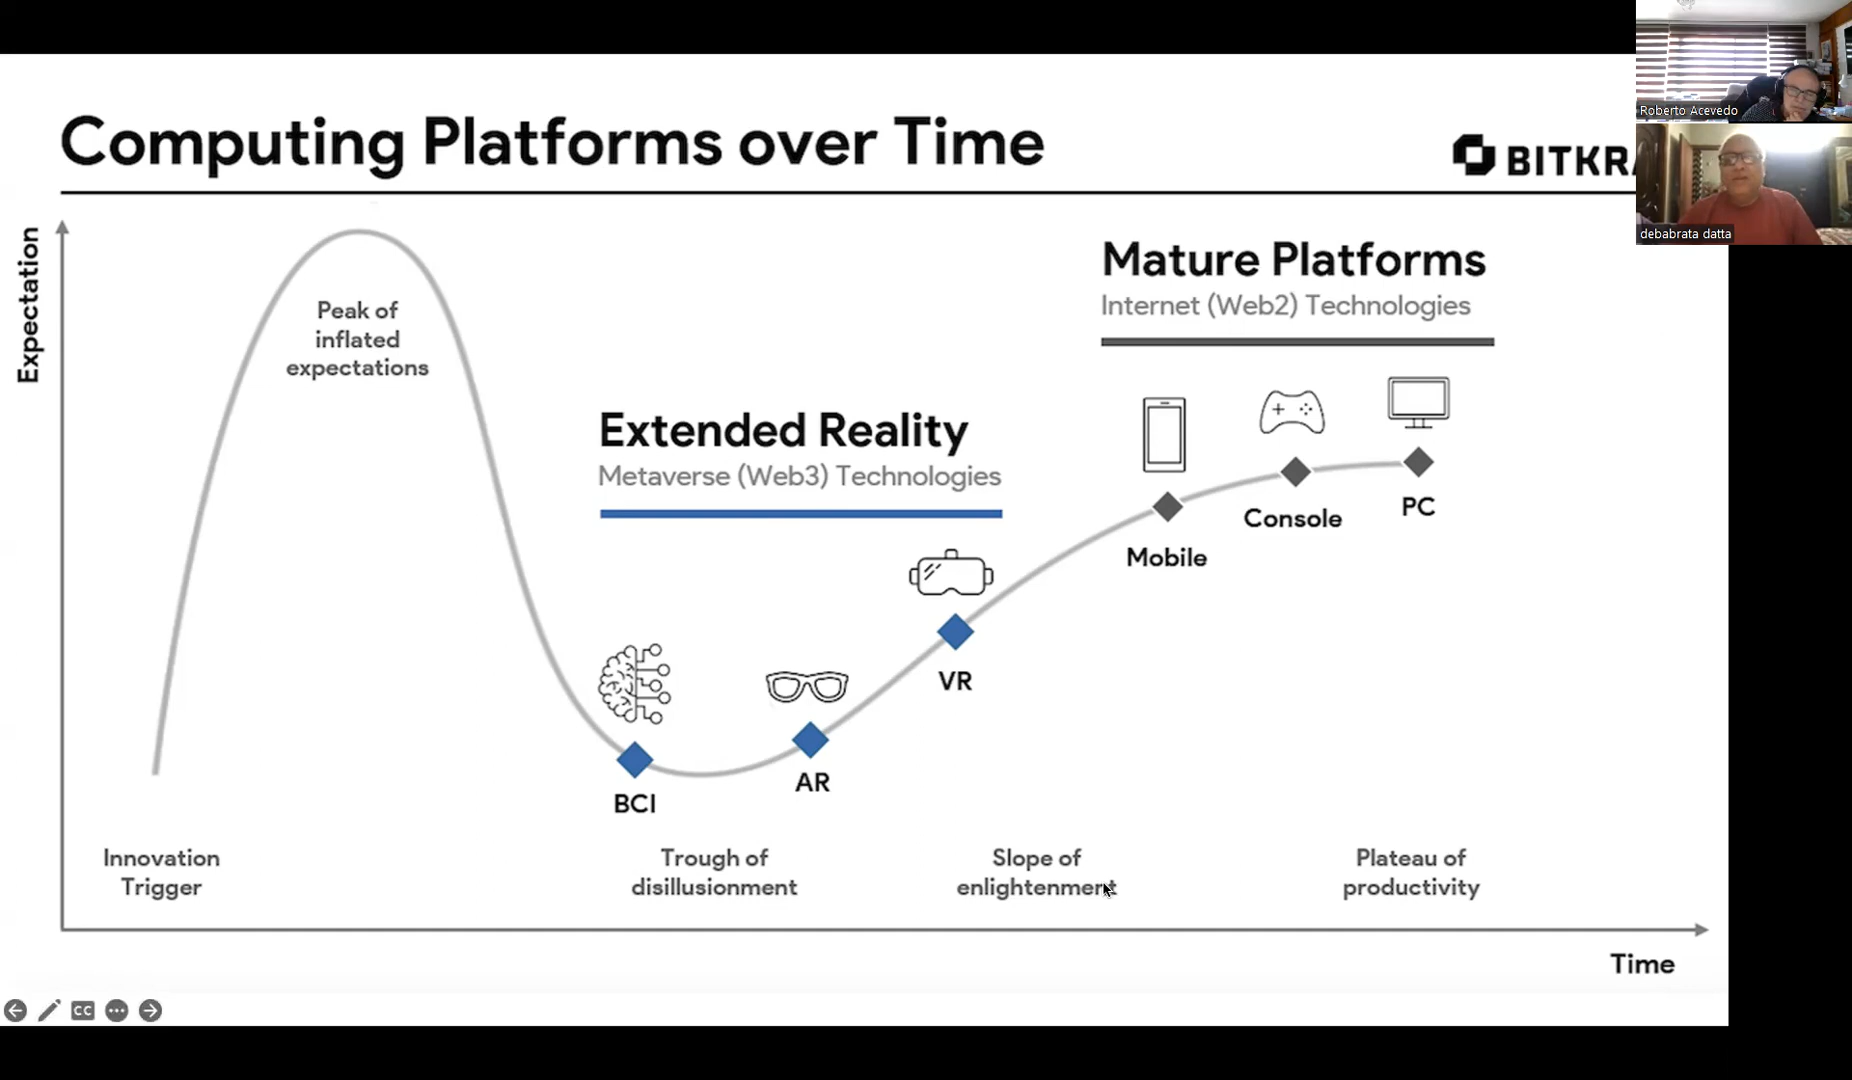 Computing Platforms over Time
BITKRA
Roberto Acevedo
debabrata datta
Expectation
Peak of
inflated
expectations
Mature Platforms
Internet (Web2) Technologies
Extended Reality
Metaverse (Web3) Technologies
Mobile
Console
PC
VR
AR
BCI
Innovation
Trigger
Trough of
disillusionment
Slope of
enlightenment
Plateau of
productivity
Time
CC